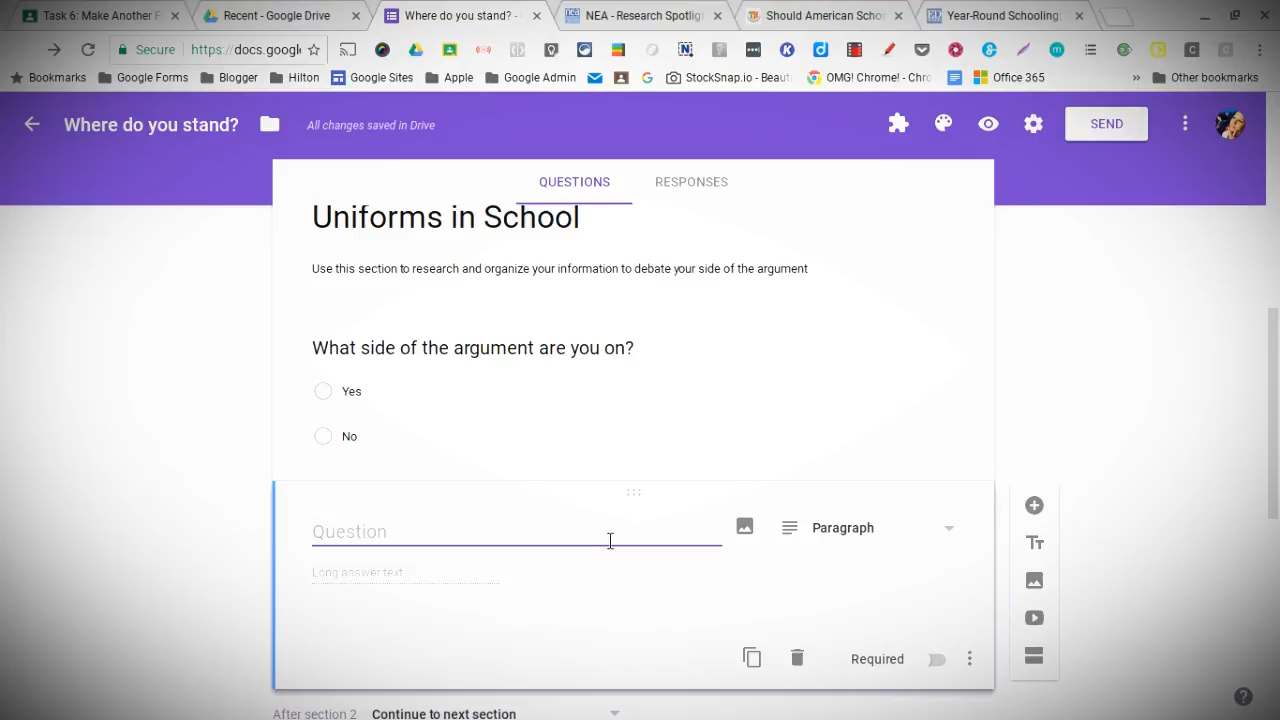 Task 6: Make Another F
Recent - Google Drive
Where do you stand? -
NEA - Research Spotlig
Should American Schoo
Year-Round Schooling:
Secure
https://docs.googl
Bookmarks
Google Forms
Blogger
Hilton
Google Sites
Apple
Google Admin
StockSnap.io - Beaut
OMG! Chrome! - Chr
Office 365
Other bookmarks
Where do you stand?
All changes saved in Drive
SEND
QUESTIONS
RESPONSES
Uniforms in School
Use this section to research and organize your information to debate your side of the argument
What side of the argument are you on?
Yes
No
Question
Paragraph
Long answer text
Required
After section 2 Continue to next section